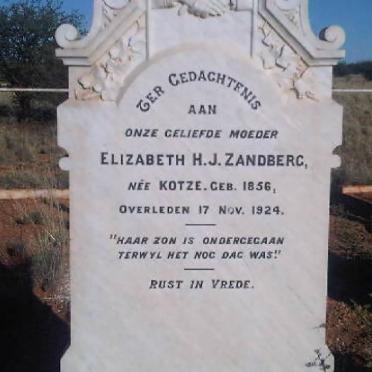 TER GEDACHTENIS
AAN
ONZE GELIEFDE MOEDER
ELIZABETH H.J. ZANDBERG,
NÉE KOTZE. GEB. 1856,
OVERLEDEN 17 NOV. 1924.
"HAAR ZON IS ONDERGEGAAN
TERWYL HET NOG DAG WAS!"
RUST IN VREDE.